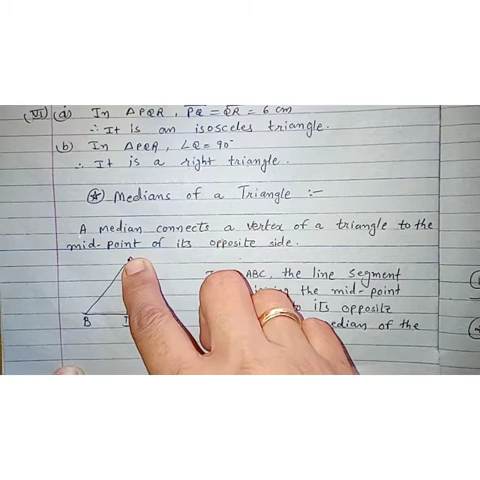 (VI) (a) In ΔPQR, PQ = QR = 6 cm
∴ It is an isosceles triangle.
b) In ΔPQR, ∠Q = 90°
∴ It is a right triangle.
Medians of a Triangle :-
A median connects a vertex of a triangle to the
mid-point of its opposite side.
ABC, the line segment
the mid-point
to its opposite
of the
B